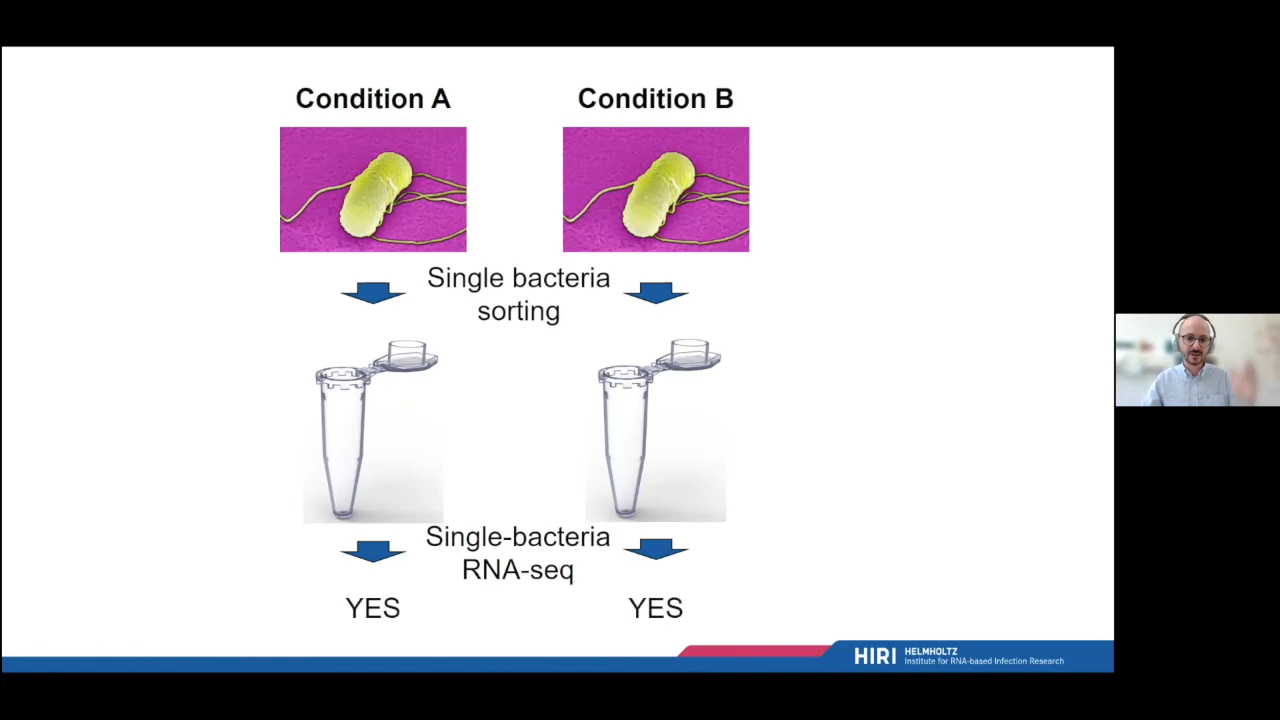 Condition A
Condition B
Single bacteria
sorting
Single-bacteria
RNA-seq
YES
YES
HIRI
HELMHOLTZ
Institute for RNA-based Infection Research